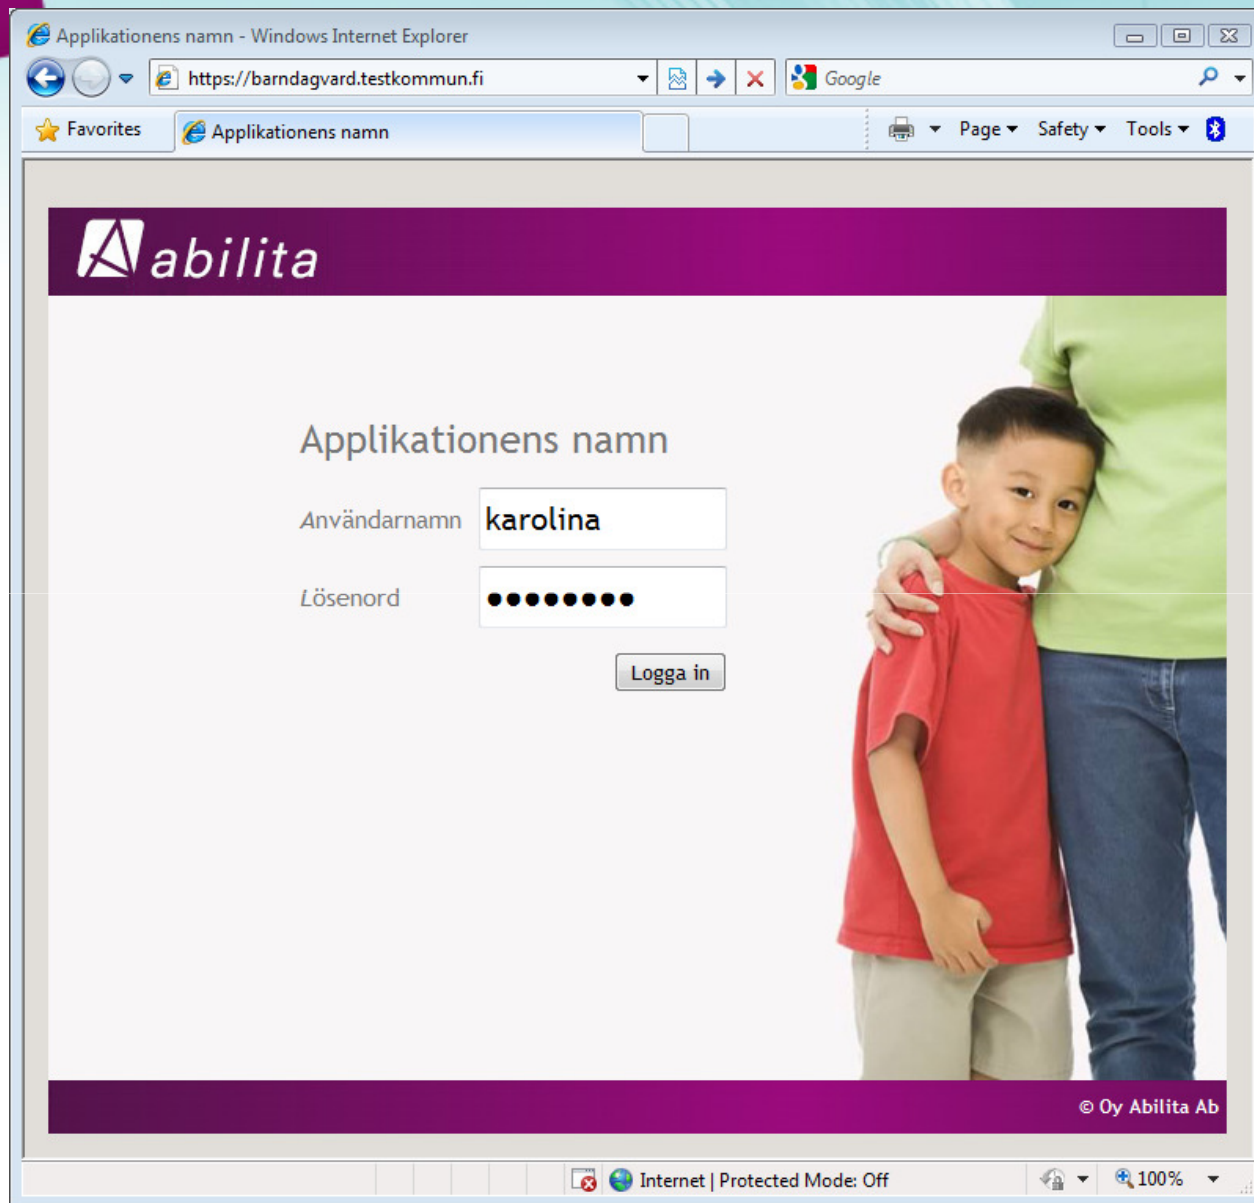 Applikationens namn - Windows Internet Explorer
https://barndagvard.testkommun.fi
Google
Favorites
Applikationens namn
Page
Safety
Tools
abilita
Applikationens namn
Användarnamn
karolina
Lösenord
●●●●●●●●
Logga in
© Oy Abilita Ab
Internet | Protected Mode: Off
100%